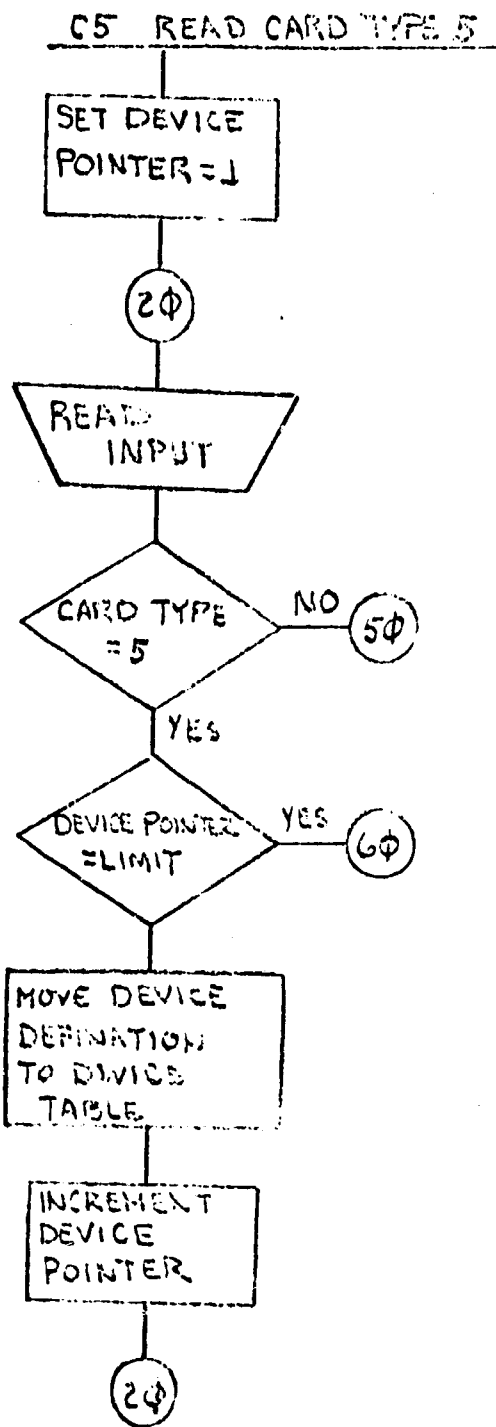 C5 READ CARD TYPE 5
SET DEVICE
POINTER = 1
2φ
READ
INPUT
CARD TYPE
= 5
NO
5φ
YES
DEVICE POINTER
=LIMIT
YES
6φ
MOVE DEVICE
DEFINATION
TO DEVICE
TABLE
INCREMENT
DEVICE
POINTER
2φ